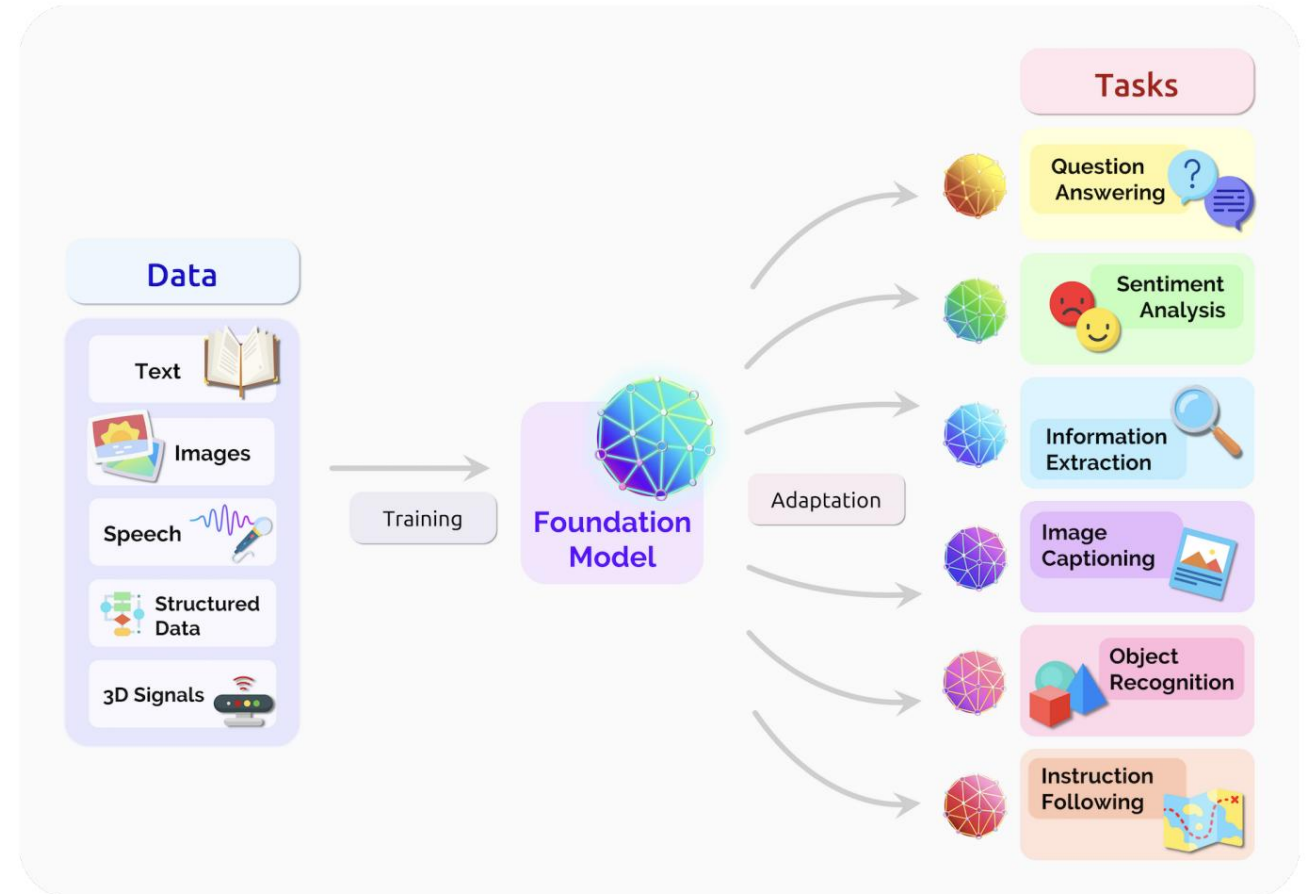 Data
Text
Images
Speech
Structured
Data
3D Signals
Training
Foundation
Model
Adaptation
Tasks
Question
Answering
?
Sentiment
Analysis
Information
Extraction
Image
Captioning
Object
Recognition
Instruction
Following